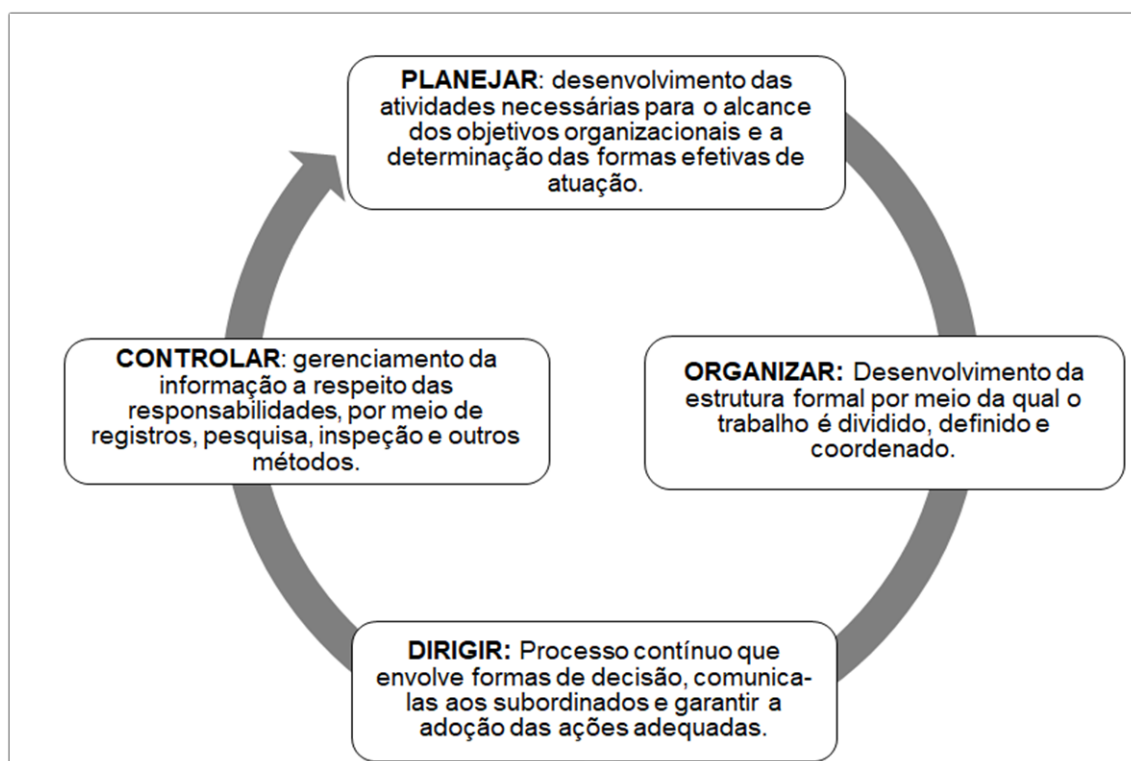 PLANEJAR: desenvolvimento das
atividades necessárias para o alcance
dos objetivos organizacionais e a
determinação das formas efetivas de
atuação.
CONTROLAR: gerenciamento da
informação a respeito das
responsabilidades, por meio de
registros, pesquisa, inspeção e outros
métodos.
ORGANIZAR: Desenvolvimento da
estrutura formal por meio da qual o
trabalho é dividido, definido e
coordenado.
DIRIGIR: Processo contínuo que
envolve formas de decisão, comunica-
las aos subordinados e garantir a
adoção das ações adequadas.